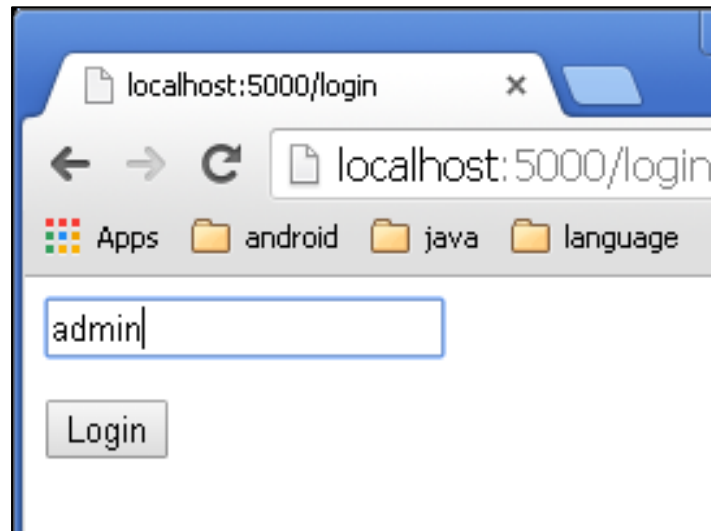 localhost:5000/login
localhost:5000/login
Apps android java language
admin
Login